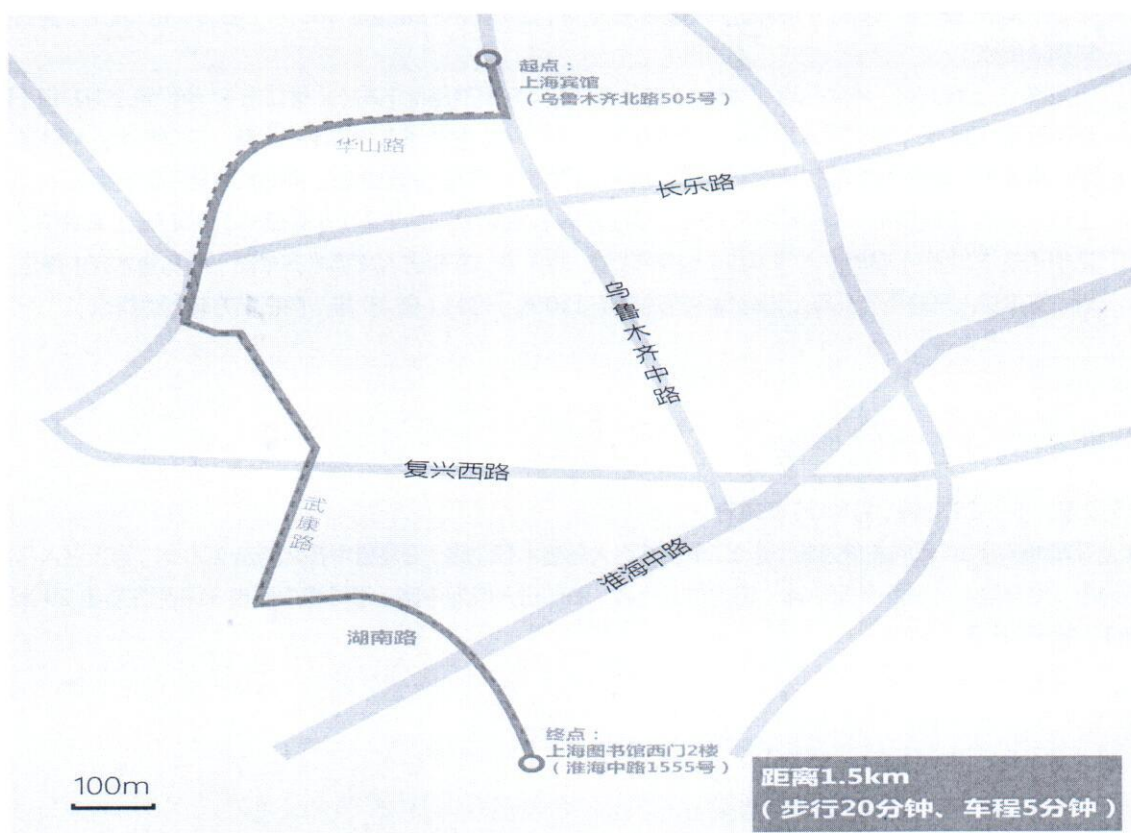 起点：
上海宾馆
（乌鲁木齐北路505号）
华山路
长乐路
乌鲁木齐中路
复兴西路
武康路
淮海中路
湖南路
终点：
上海图书馆西门2楼
（淮海中路1555号）
100m
距离1.5km
（步行20分钟、车程5分钟）